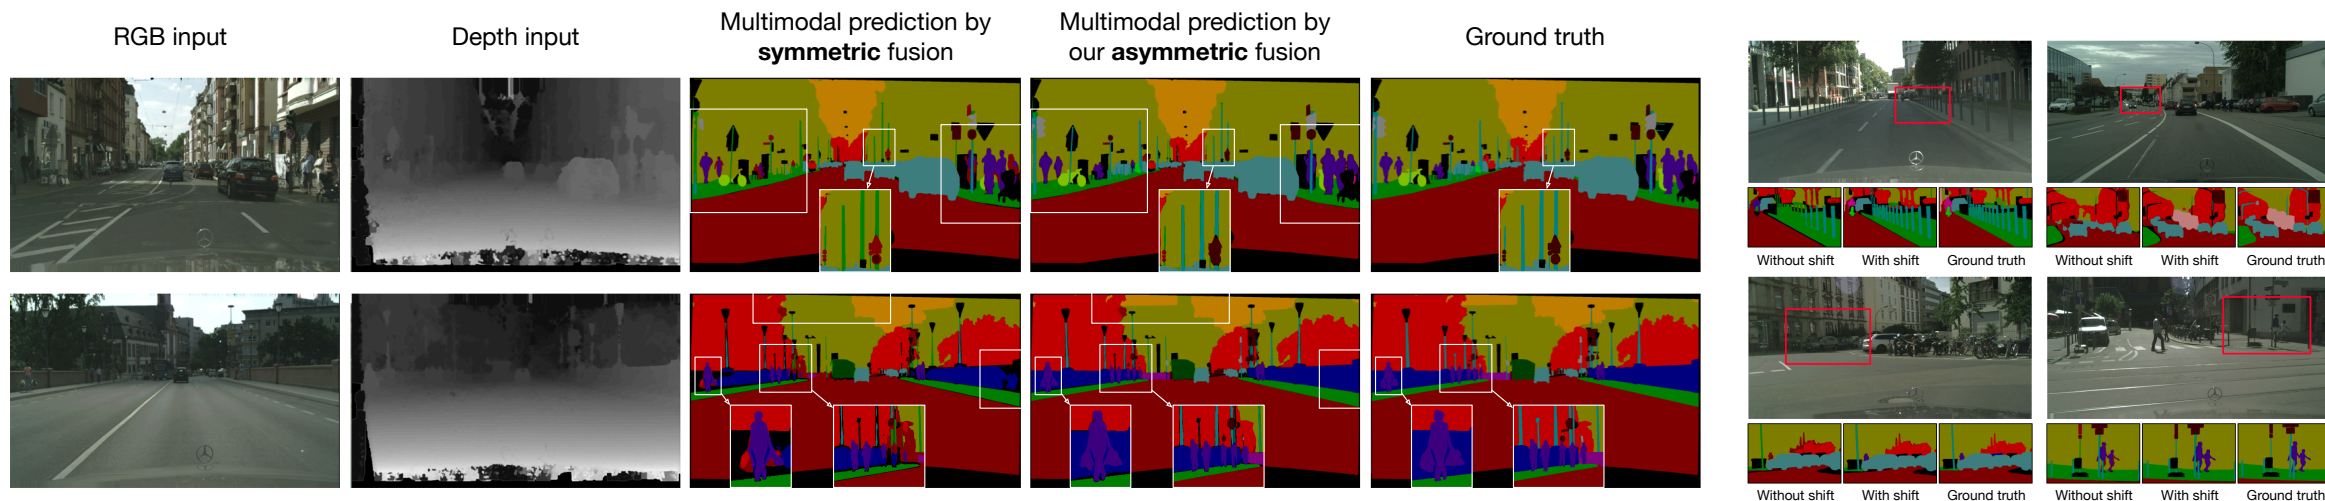 RGB input
Depth input
Multimodal prediction by
symmetric fusion
Multimodal prediction by
our asymmetric fusion
Ground truth
Without shift
With shift
Ground truth
Without shift
With shift
Ground truth
Without shift
With shift
Ground truth
Without shift
With shift
Ground truth